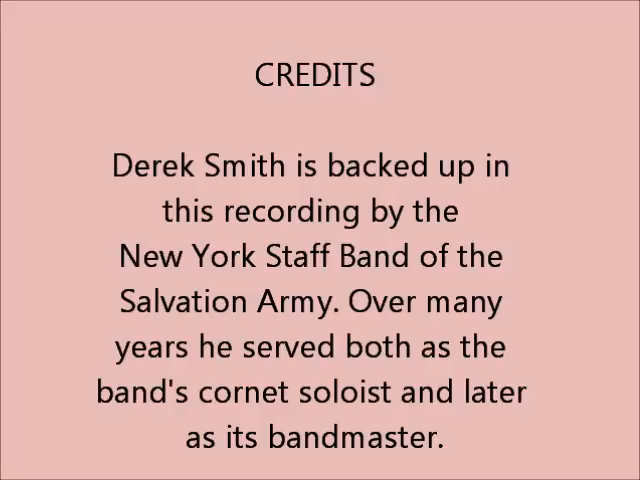 CREDITS
Derek Smith is backed up in
this recording by the
New York Staff Band of the
Salvation Army. Over many
years he served both as the
band's cornet soloist and later
as its bandmaster.